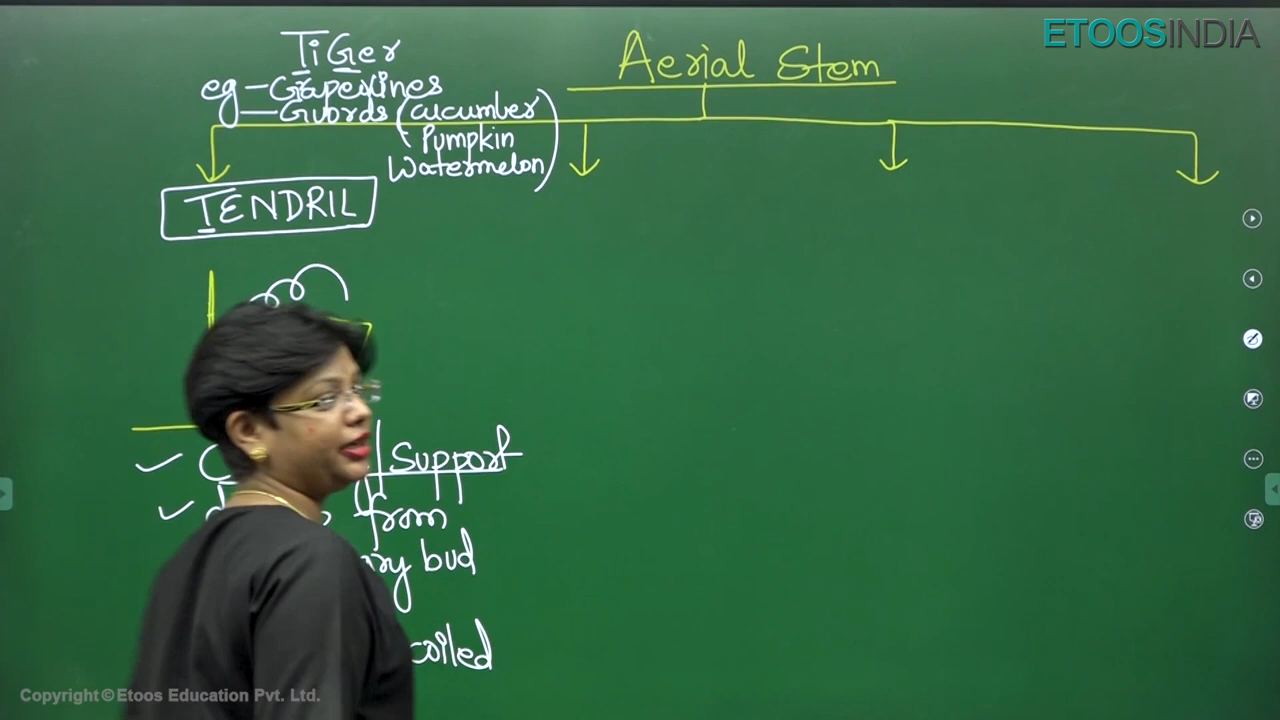 ETOOSINDIA
Aerial Stem
TiGer
eg - Grapevines
- Guords (cucumber
Pumpkin
Watermelon)
TENDRIL
Support
from
bud
coiled
Copyright © Etoos Education Pvt. Ltd.